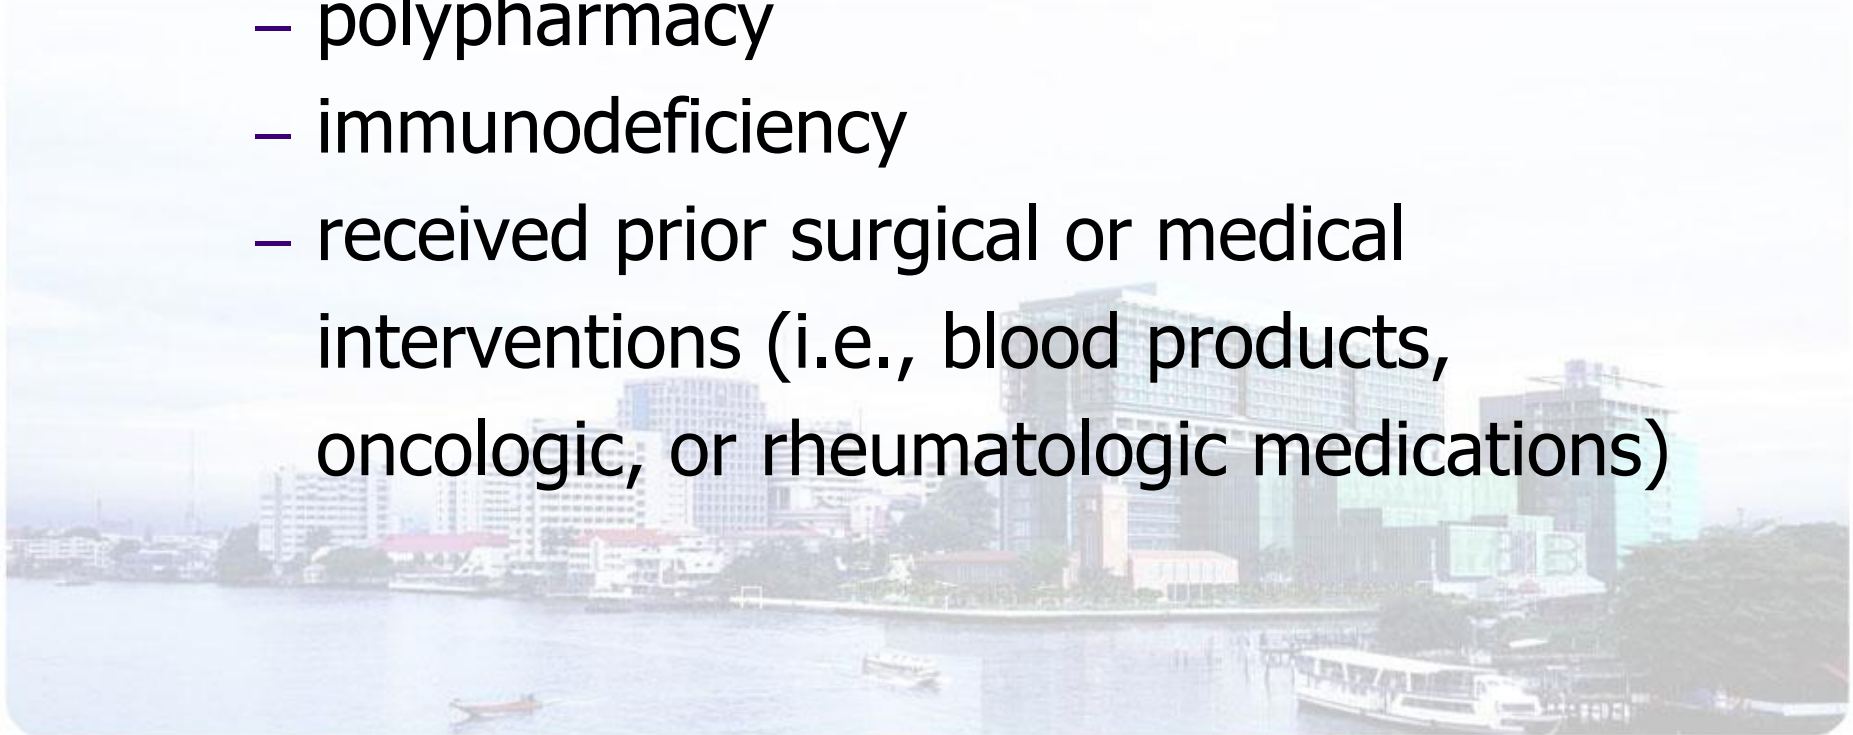 – polypharmacy
– immunodeficiency
– received prior surgical or medical
interventions (i.e., blood products,
oncologic, or rheumatologic medications)